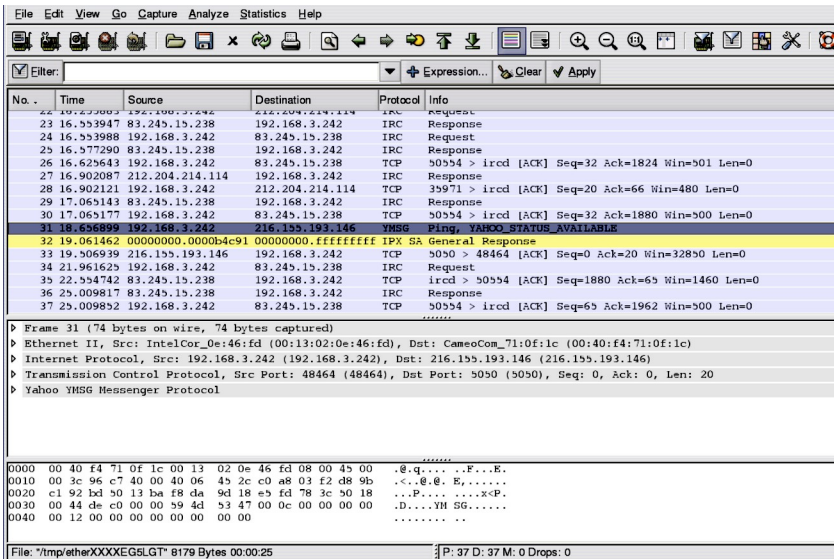 File Edit View Go Capture Analyze Statistics Help
Filter: Expression... Clear Apply
No. . Time Source Destination Protocol Info
22 16.253883 192.168.3.242 212.204.214.114 IRC Request
23 16.553947 83.245.15.238 192.168.3.242 IRC Response
24 16.553988 192.168.3.242 83.245.15.238 IRC Request
25 16.577290 83.245.15.238 192.168.3.242 IRC Response
26 16.625643 192.168.3.242 83.245.15.238 TCP 50554 > ircd [ACK] Seq=32 Ack=1824 Win=501 Len=0
27 16.902087 212.204.214.114 192.168.3.242 IRC Response
28 16.902121 192.168.3.242 212.204.214.114 TCP 35971 > ircd [ACK] Seq=20 Ack=66 Win=480 Len=0
29 17.065143 83.245.15.238 192.168.3.242 IRC Response
30 17.065177 192.168.3.242 83.245.15.238 TCP 50554 > ircd [ACK] Seq=32 Ack=1880 Win=500 Len=0
31 18.656899 192.168.3.242 216.155.193.146 YMSG Ping, YAHOO_STATUS_AVAILABLE
32 19.061462 00000000.0000b4c91 00000000.fffffffff IPX SA General Response
33 19.506939 216.155.193.146 192.168.3.242 TCP 5050 > 48464 [ACK] Seq=0 Ack=20 Win=32850 Len=0
34 21.961625 192.168.3.242 83.245.15.238 IRC Request
35 22.554742 83.245.15.238 192.168.3.242 TCP ircd > 50554 [ACK] Seq=1880 Ack=65 Win=1460 Len=0
36 25.009817 83.245.15.238 192.168.3.242 IRC Response
37 25.009852 192.168.3.242 83.245.15.238 TCP 50554 > ircd [ACK] Seq=65 Ack=1962 Win=500 Len=0
Frame 31 (74 bytes on wire, 74 bytes captured)
Ethernet II, Src: IntelCor_0e:46:fd (00:13:02:0e:46:fd), Dst: CameoCom_71:0f:1c (00:40:f4:71:0f:1c)
Internet Protocol, Src: 192.168.3.242 (192.168.3.242), Dst: 216.155.193.146 (216.155.193.146)
Transmission Control Protocol, Src Port: 48464 (48464), Dst Port: 5050 (5050), Seq: 0, Ack: 0, Len: 20
Yahoo YMSG Messenger Protocol
0000 00 40 f4 71 0f 1c 00 13 02 0e 46 fd 08 00 45 00 .@.q.... ..F...E.
0010 00 3c 96 c7 40 00 40 06 45 2c c0 a8 03 f2 d8 9b .<..@.@. E,......
0020 c1 92 bd 50 13 ba f8 da 9d 18 e5 fd 78 3c 50 18 ...P.... ....x<P.
0030 00 44 de c0 00 00 59 4d 53 47 00 0c 00 00 00 00 .D....YM SG......
0040 00 12 00 00 00 00 00 00 00 00 ........ ..
File: "/tmp/etherXXXXEG5LGT" 8179 Bytes 00:00:25 P: 37 D: 37 M: 0 Drops: 0